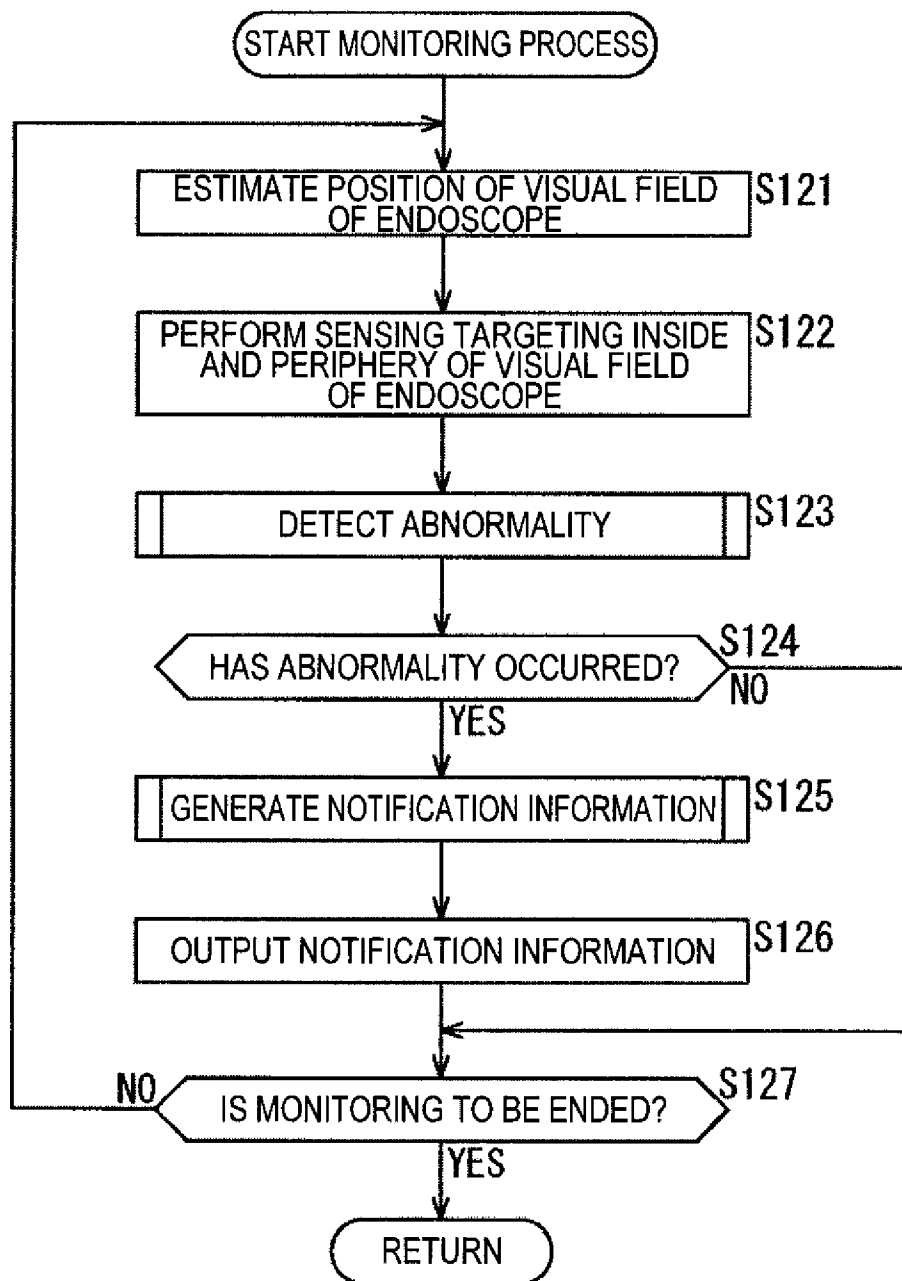 START MONITORING PROCESS
ESTIMATE POSITION OF VISUAL FIELD
OF ENDOSCOPE
S121
PERFORM SENSING TARGETING INSIDE
AND PERIPHERY OF VISUAL FIELD
OF ENDOSCOPE
S122
DETECT ABNORMALITY
S123
HAS ABNORMALITY OCCURRED?
S124
NO
YES
GENERATE NOTIFICATION INFORMATION
S125
OUTPUT NOTIFICATION INFORMATION
S126
NO
IS MONITORING TO BE ENDED?
S127
YES
RETURN